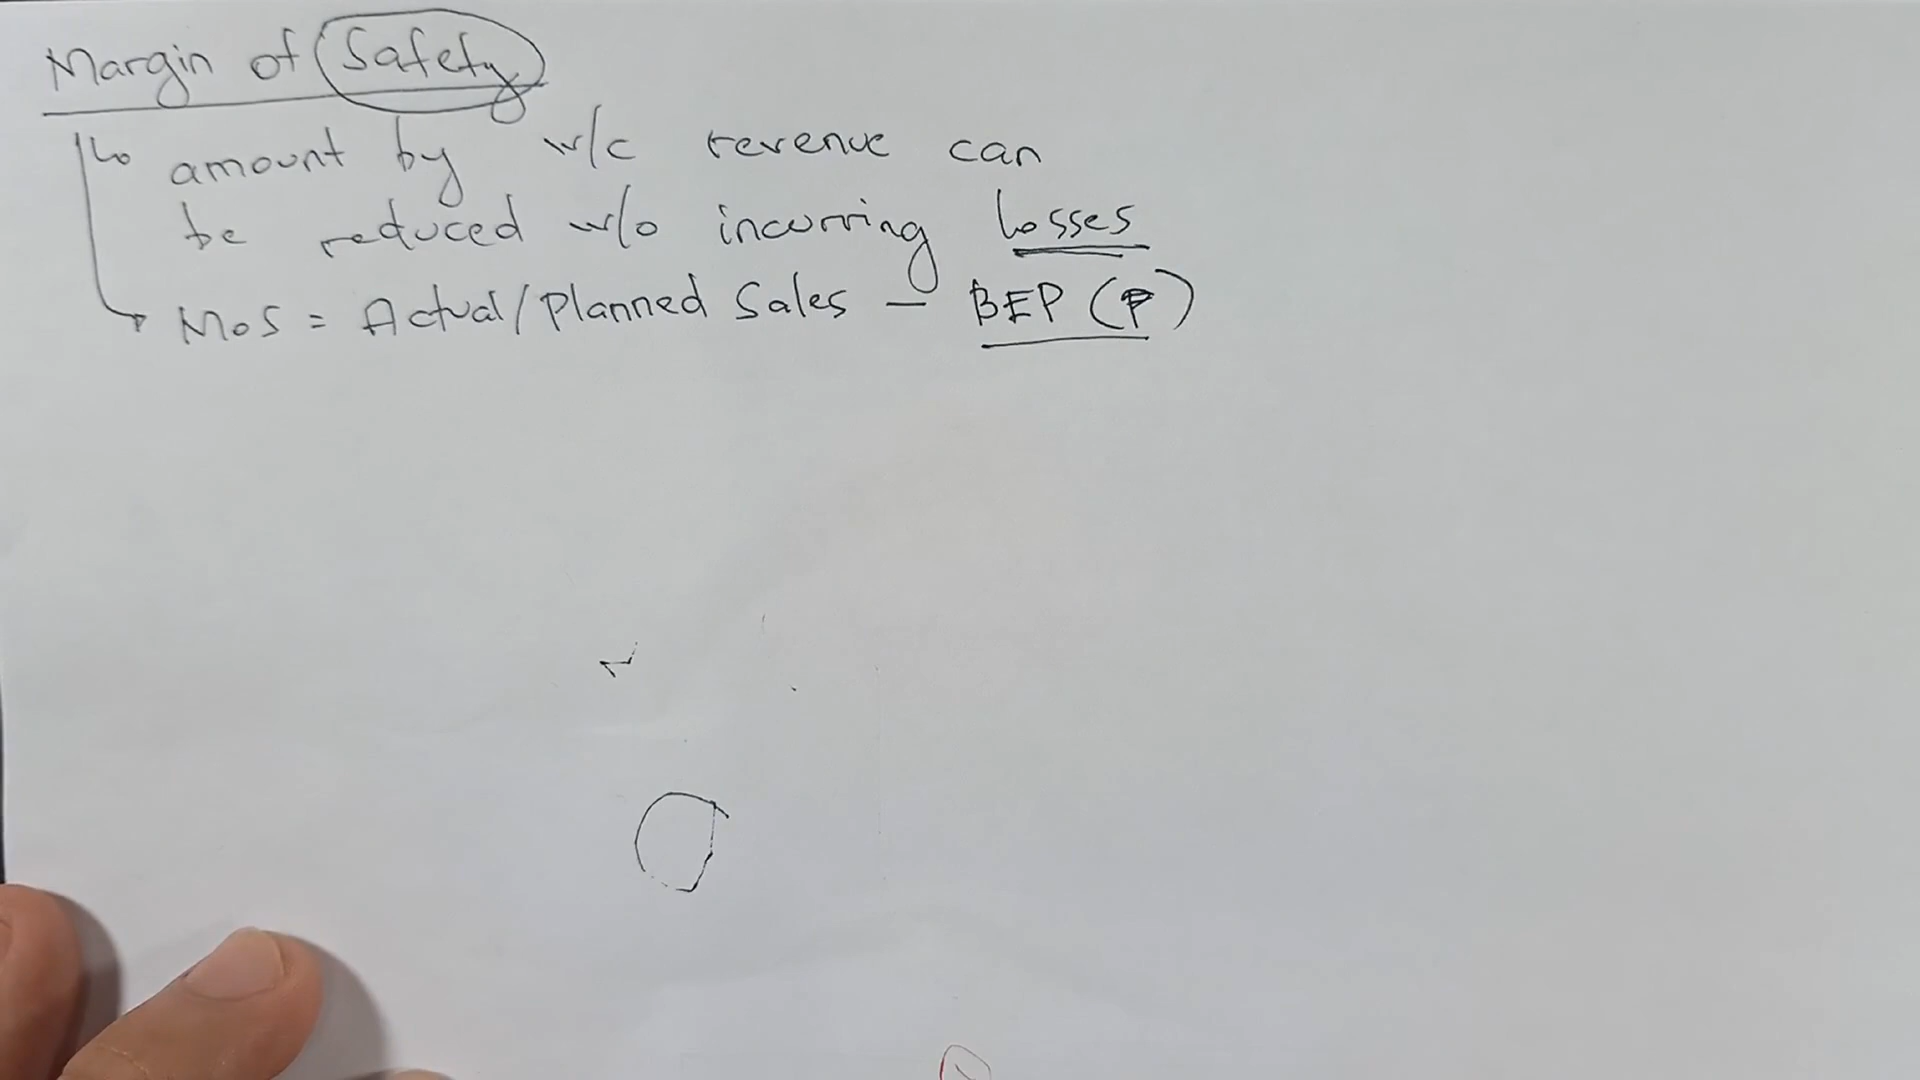 Margin of Safety
amount by w/c revenue can
be reduced w/o incurring losses
MoS = Actual/Planned Sales - BEP (₱)